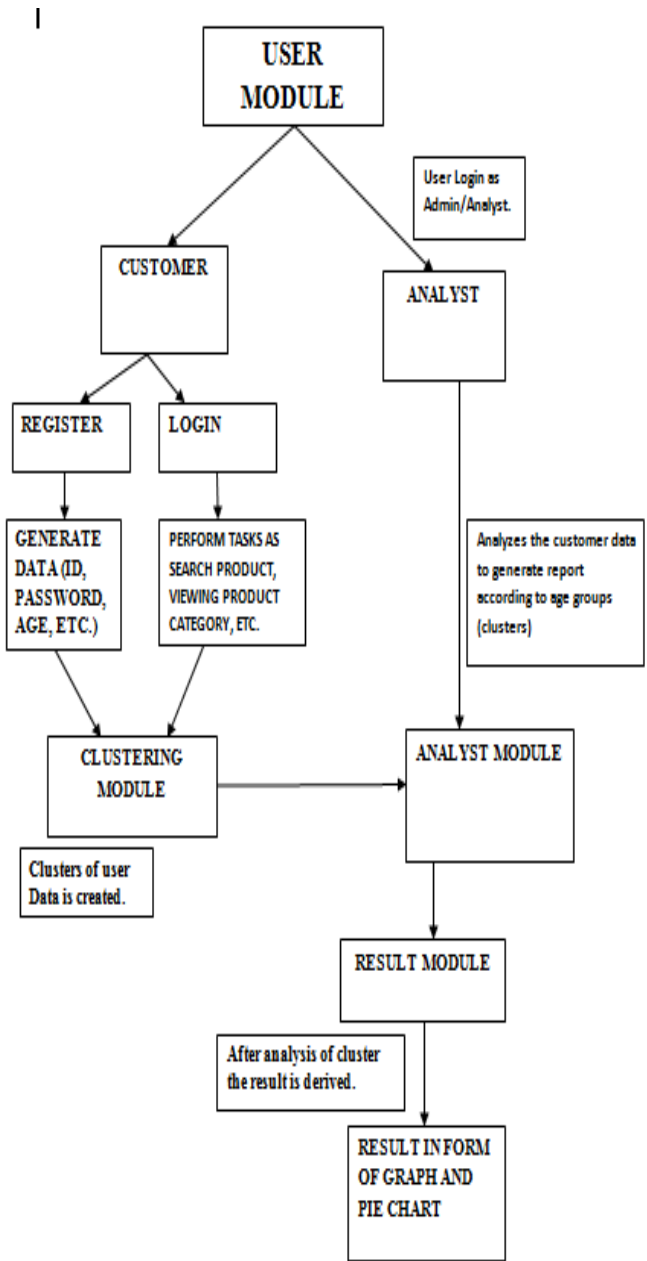 USER
MODULE
User Login as
Admin/Analyst.
CUSTOMER
ANALYST
REGISTER
LOGIN
GENERATE
DATA (ID,
PASSWORD,
AGE, ETC.)
PERFORM TASKS AS
SEARCH PRODUCT,
VIEWING PRODUCT
CATEGORY, ETC.
Analyzes the customer data
to generate report
according to age groups
(clusters)
CLUSTERING
MODULE
ANALYST MODULE
Clusters of user
Data is created.
RESULT MODULE
After analysis of cluster
the result is derived.
RESULT IN FORM
OF GRAPH AND
PIE CHART